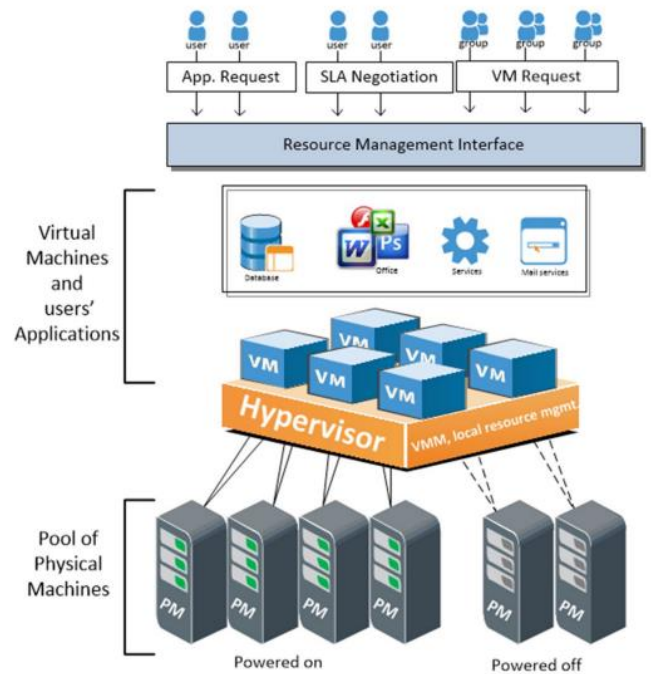 user
user
user
user
group
group
group
App. Request
SLA Negotiation
VM Request
Resource Management Interface
Virtual
Machines
and
users'
Applications
W
X
Ps
Database
Office
Services
Mail services
VM
VM
VM
VM
VM
VM
Hypervisor
VMM, local resource mgmt.
Pool of
Physical
Machines
PM
PM
PM
PM
PM
PM
Powered on
Powered off